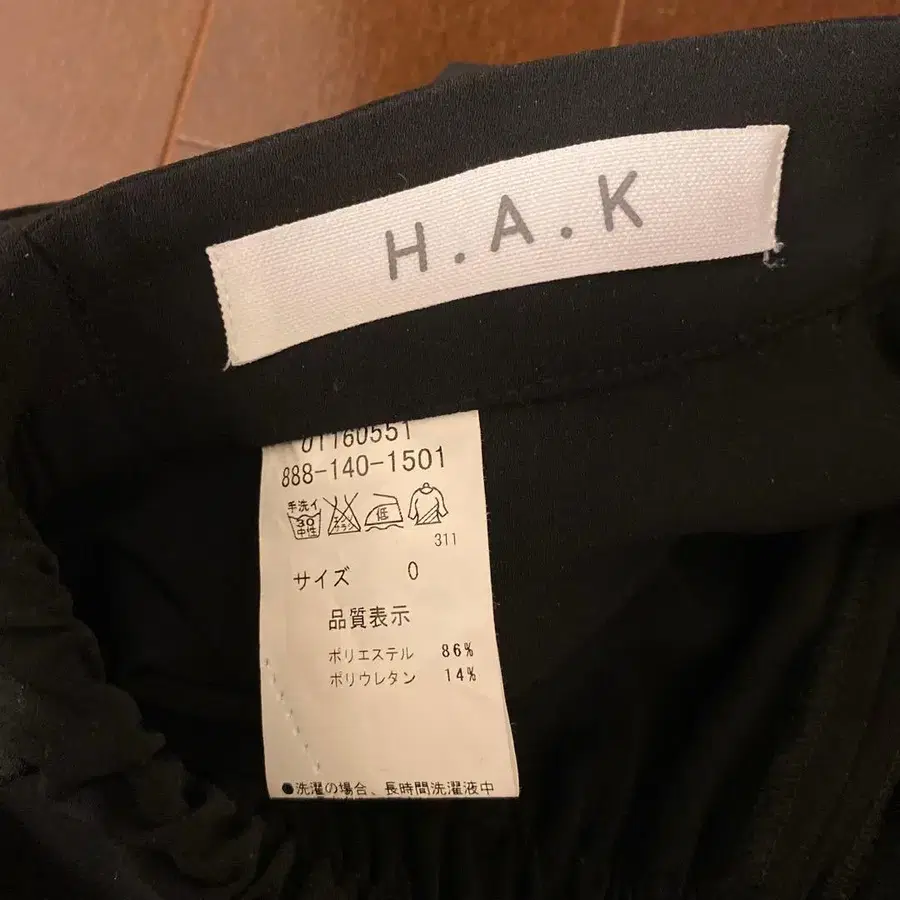 H.A.K
01160551
888-140-1501
手洗イ
30
中性
低
311
サイズ 0
品質表示
ポリエステル 86%
ポリウレタン 14%
●洗濯の場合、長時間洗濯液中